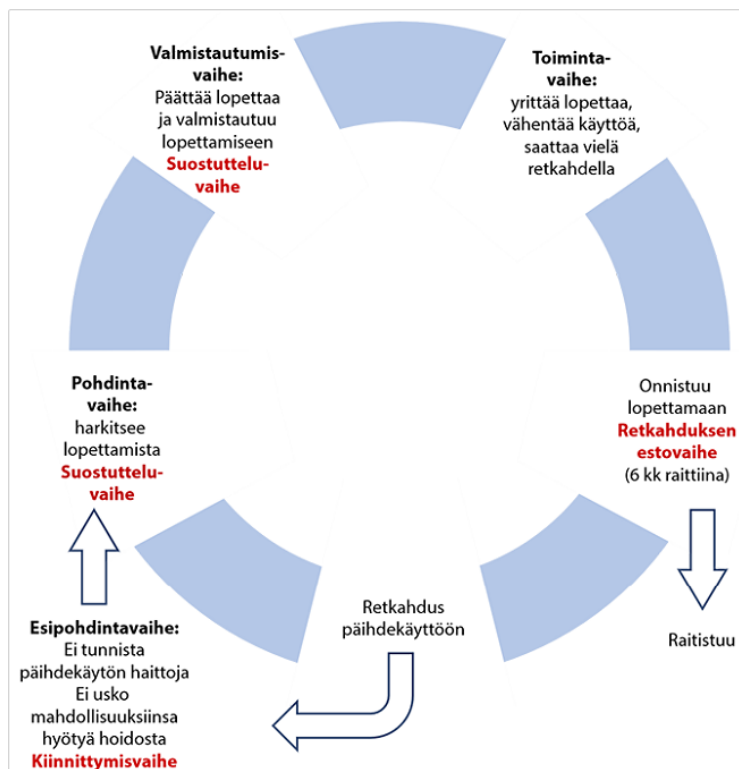 Valmistautumis-
vaihe:
Päättää lopettaa
ja valmistautuu
lopettamiseen
Suostuttelu-
vaihe
Toiminta-
vaihe:
yrittää lopettaa,
vähentää käyttöä,
saattaa vielä
retkahdella
Pohdinta-
vaihe:
harkitsee
lopettamista
Suostuttelu-
vaihe
Onnistuu
lopettamaan
Retkahduksen
estovaihe
(6 kk raittiina)
Esipohdintavaihe:
Ei tunnista
päihdekäytön haittoja
Ei usko
mahdollisuuksiinsa
hyötyä hoidosta
Kiinnittymisvaihe
Retkahdus
päihdekäyttöön
Raitistuu